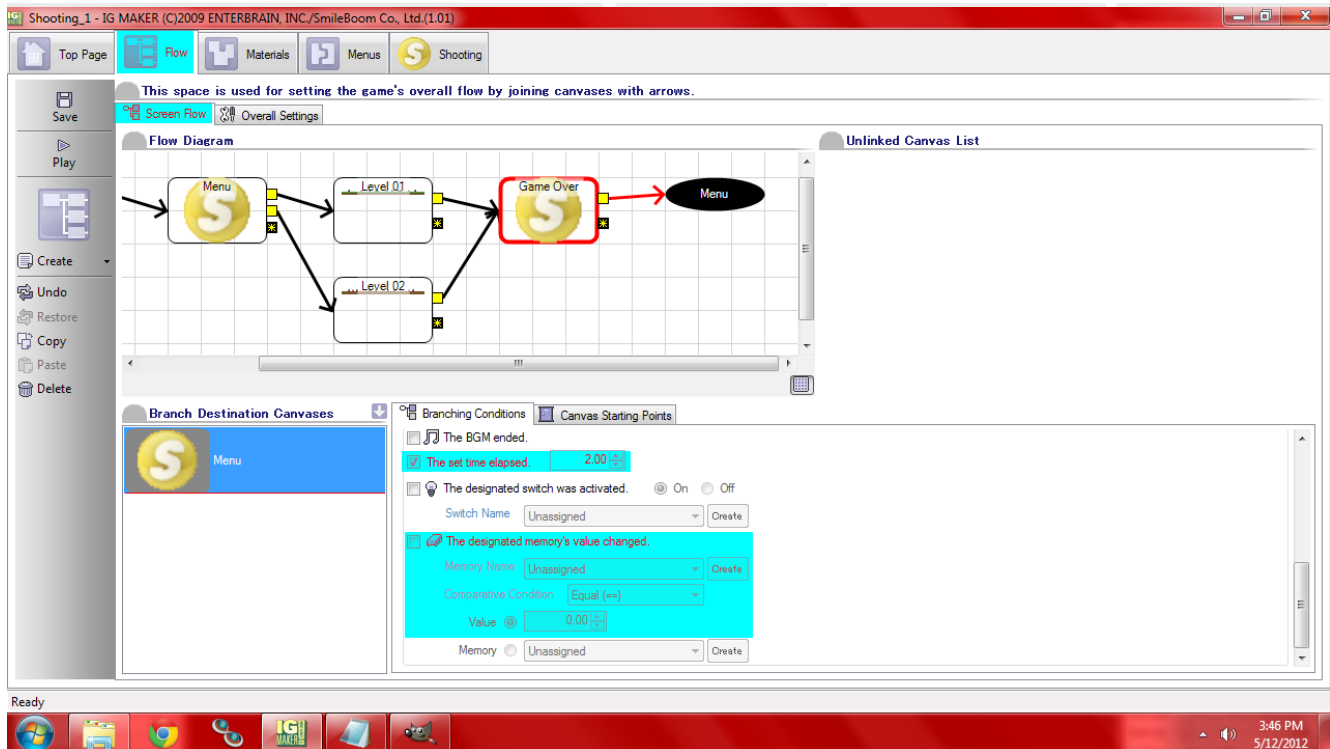 Shooting_1 - IG MAKER (C)2009 ENTERBRAIN, INC./SmileBoom Co., Ltd.(1.01)
Top Page Flow Materials Menus S Shooting
This space is used for setting the game's overall flow by joining canvases with arrows.
Save
Screen Flow Overall Settings
Flow Diagram Unlinked Canvas List
Play
Menu Level 01 Game Over Menu
S S
Create
Undo
Level 02
Restore
Copy
Paste
Delete
Branch Destination Canvases Branching Conditions Canvas Starting Points
The BGM ended.
S Menu
The set time elapsed. 2.00
The designated switch was activated. On Off
Switch Name Unassigned Create
The designated memory's value changed.
Memory Name Unassigned Create
Comparative Condition Equal (==)
Value 0.00
Memory Unassigned Create
Ready
IG MAKER
3:46 PM
5/12/2012